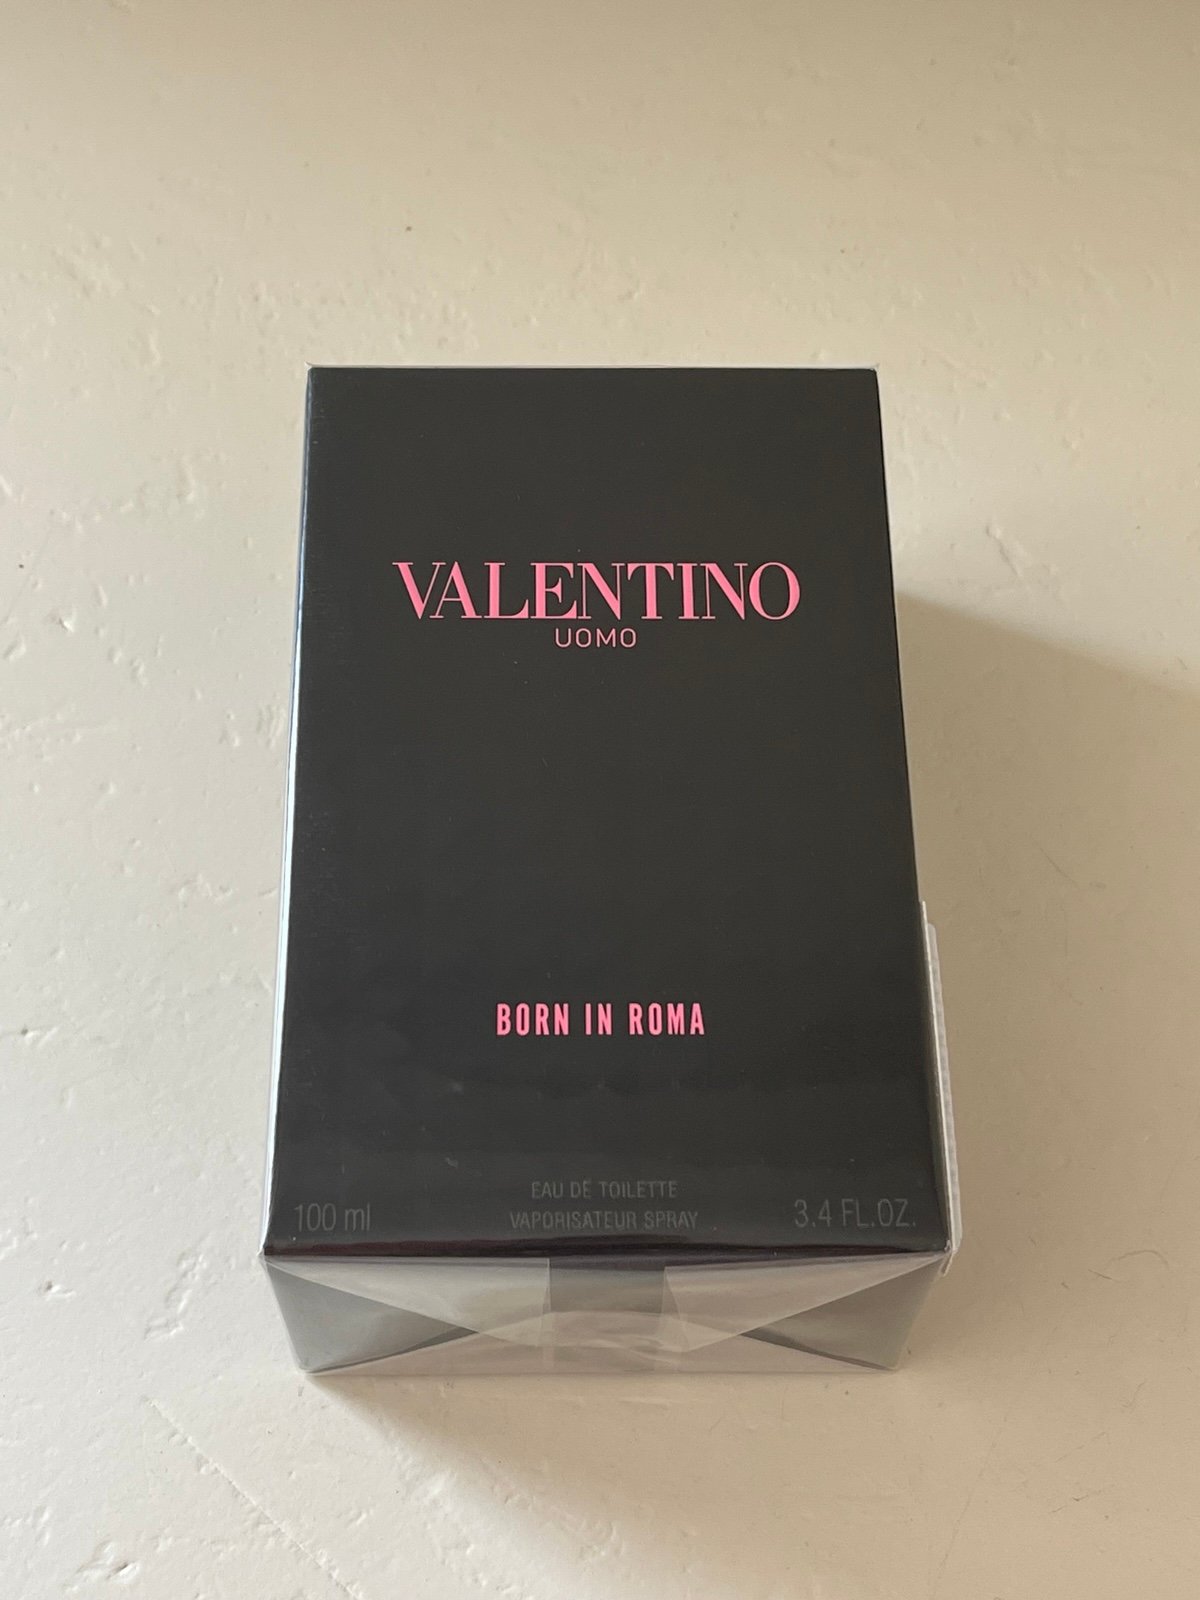 VALENTINO
UOMO
BORN IN ROMA
EAU DE TOILETTE
100 ml VAPORISATEUR SPRAY 3.4 FL.OZ.